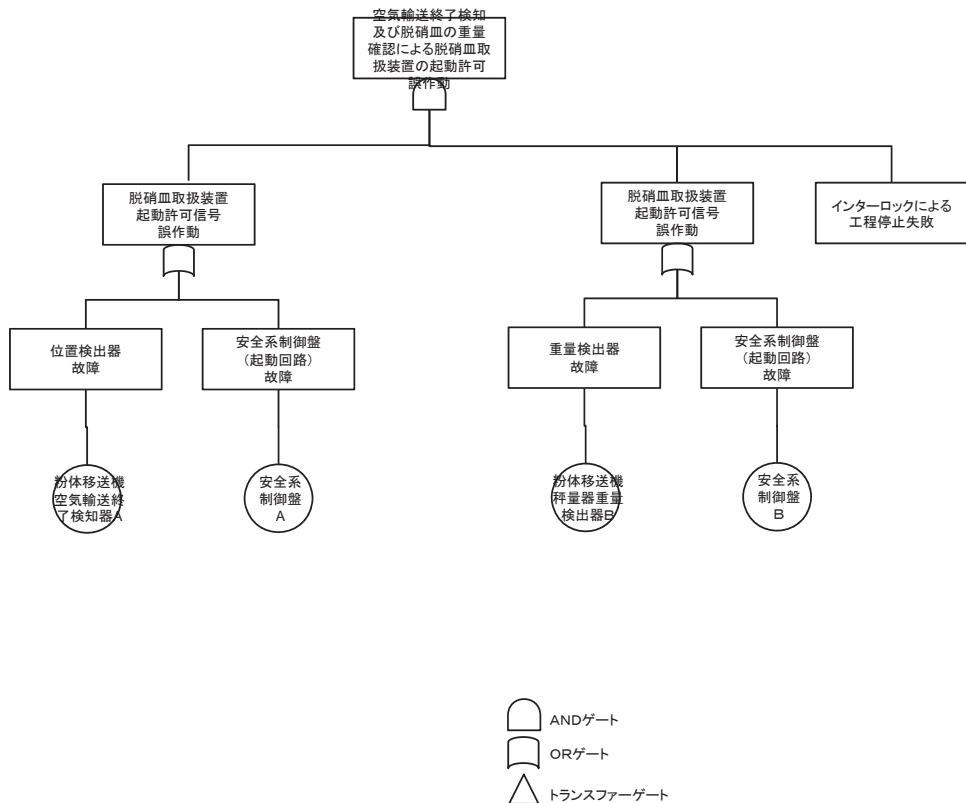 空気輸送終了検知
及び脱硝皿の重量
確認による脱硝皿取
扱装置の起動許可
誤作動
脱硝皿取扱装置
起動許可信号
誤作動
脱硝皿取扱装置
起動許可信号
誤作動
インターロックによる
工程停止失敗
位置検出器
故障
安全系制御盤
(起動回路)
故障
重量検出器
故障
安全系制御盤
(起動回路)
故障
粉体移送機
空気輸送終
了検知器A
安全系
制御盤
A
粉体移送機
秤量器重量
検出器B
安全系
制御盤
B
ANDゲート
ORゲート
トランスファーゲート